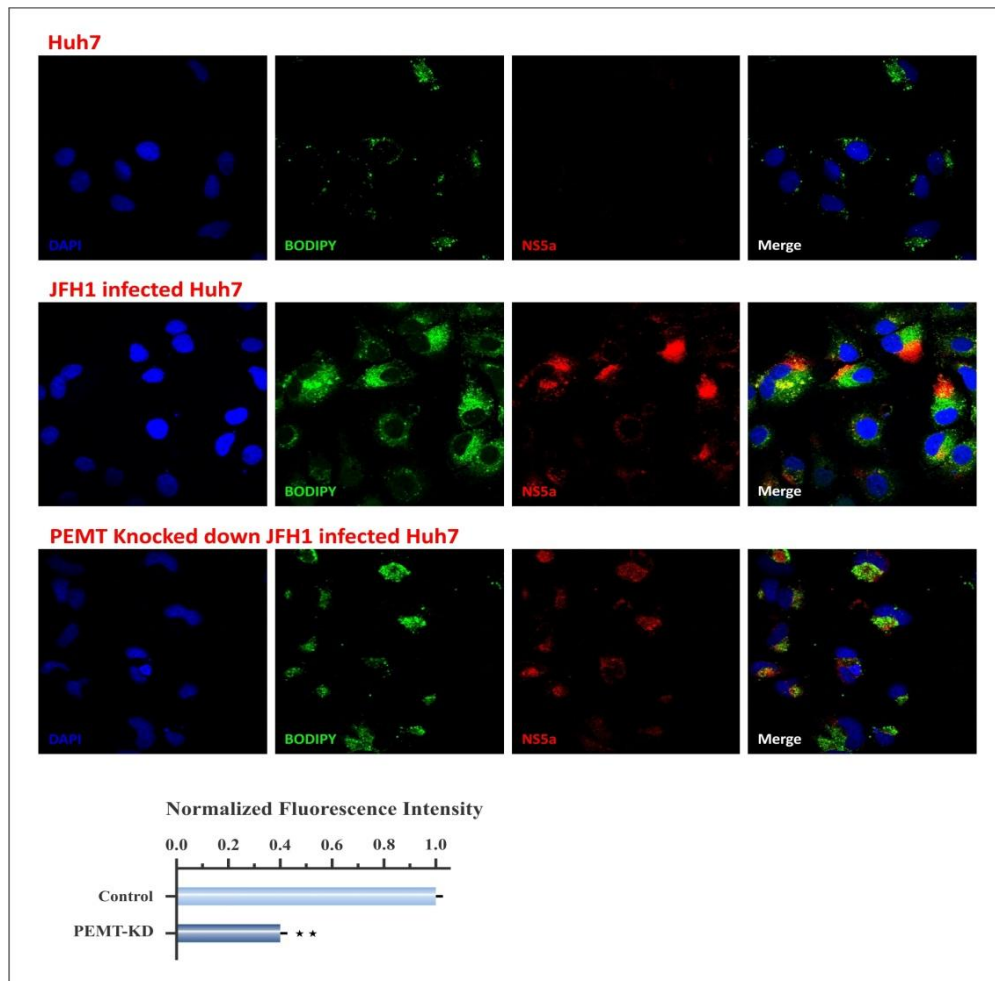 Huh7
DAPI
BODIPY
NS5a
Merge
JFH1 infected Huh7
BODIPY
NS5a
Merge
PEMT Knocked down JFH1 infected Huh7
DAPI
BODIPY
NS5a
Merge
Normalized Fluorescence Intensity
0.0 0.2 0.4 0.6 0.8 1.0
Control
PEMT-KD